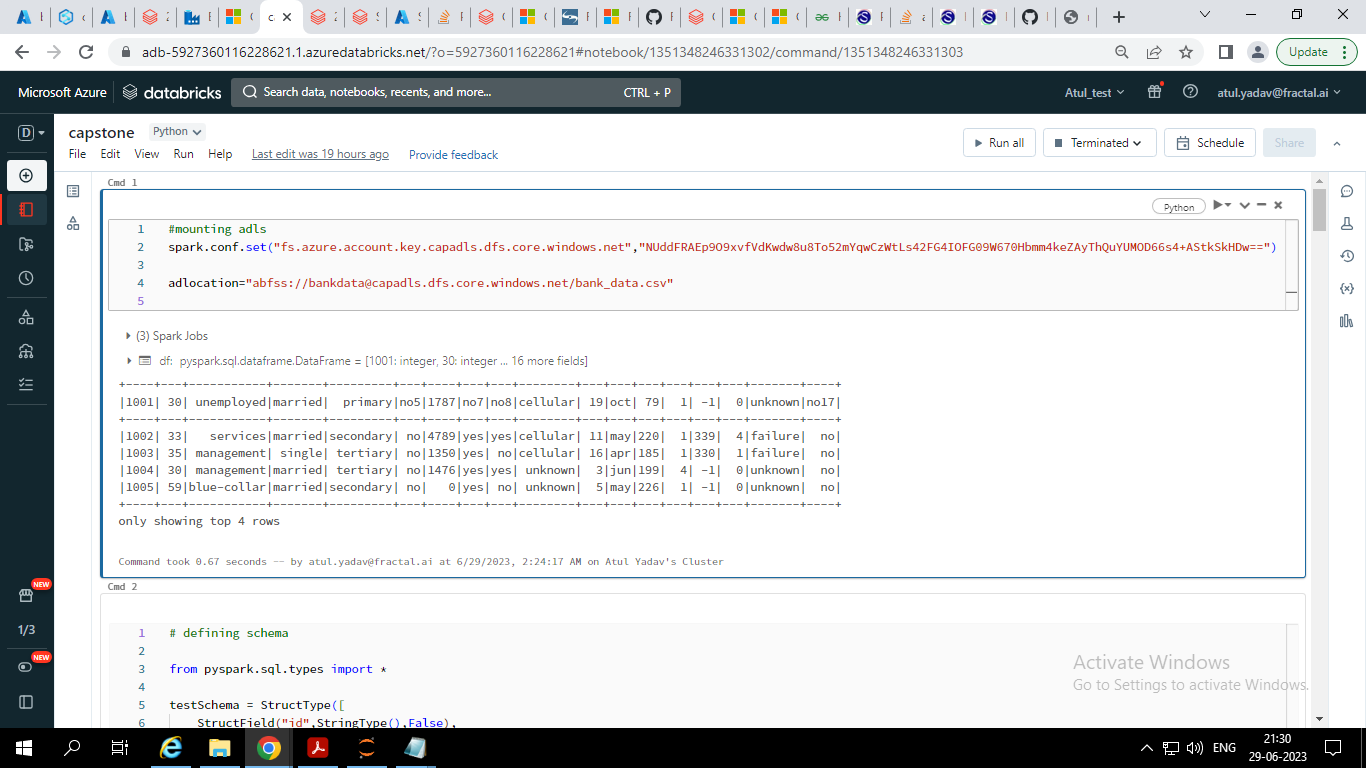 adb-5927360116228621.1.azuredatabricks.net/?o=5927360116228621#notebook/1351348246331302/command/1351348246331303
Update
Microsoft Azure
databricks
Search data, notebooks, recents, and more...
CTRL + P
Atul_test
atul.yadav@fractal.ai
D
capstone
Python
File Edit View Run Help
Last edit was 19 hours ago
Provide feedback
Run all
Terminated
Schedule
Share
Cmd 1
Python
1 #mounting adls
2 spark.conf.set("fs.azure.account.key.capadls.dfs.core.windows.net","")
3
4 adlocation="abfss://bankdata@capadls.dfs.core.windows.net/bank_data.csv"
5
(3) Spark Jobs
df: pyspark.sql.dataframe.DataFrame = [1001: integer, 30: integer ... 16 more fields]
+----+---+-----------+-------+---------+---+----+---+---+--------+---+---+---+---+---+---+-------+----+
|1001| 30| unemployed|married|  primary|no5|1787|no7|no8|cellular| 19|oct| 79|  1| -1|  0|unknown|no17|
+----+---+-----------+-------+---------+---+----+---+---+--------+---+---+---+---+---+---+-------+----+
|1002| 33|   services|married|secondary| no|4789|yes|yes|cellular| 11|may|220|  1|339|  4|failure|  no|
|1003| 35| management| single| tertiary| no|1350|yes| no|cellular| 16|apr|185|  1|330|  1|failure|  no|
|1004| 30| management|married| tertiary| no|1476|yes|yes| unknown|  3|jun|199|  4| -1|  0|unknown|  no|
|1005| 59|blue-collar|married|secondary| no|   0|yes| no| unknown|  5|may|226|  1| -1|  0|unknown|  no|
+----+---+-----------+-------+---------+---+----+---+---+--------+---+---+---+---+---+---+-------+----+
only showing top 4 rows
Command took 0.67 seconds -- by atul.yadav@fractal.ai at 6/29/2023, 2:24:17 AM on Atul Yadav's Cluster
Cmd 2
1 # defining schema
2
3 from pyspark.sql.types import *
4
5 testSchema = StructType([
6 StructField("id",StringType(),False),
NEW
1/3
NEW
Activate Windows
Go to Settings to activate Windows.
ENG
21:30
29-06-2023